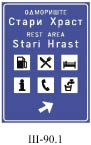 ОДМОРИШТЕ
Стари Храст
REST AREA
Stari Hrast
i
III-90.1